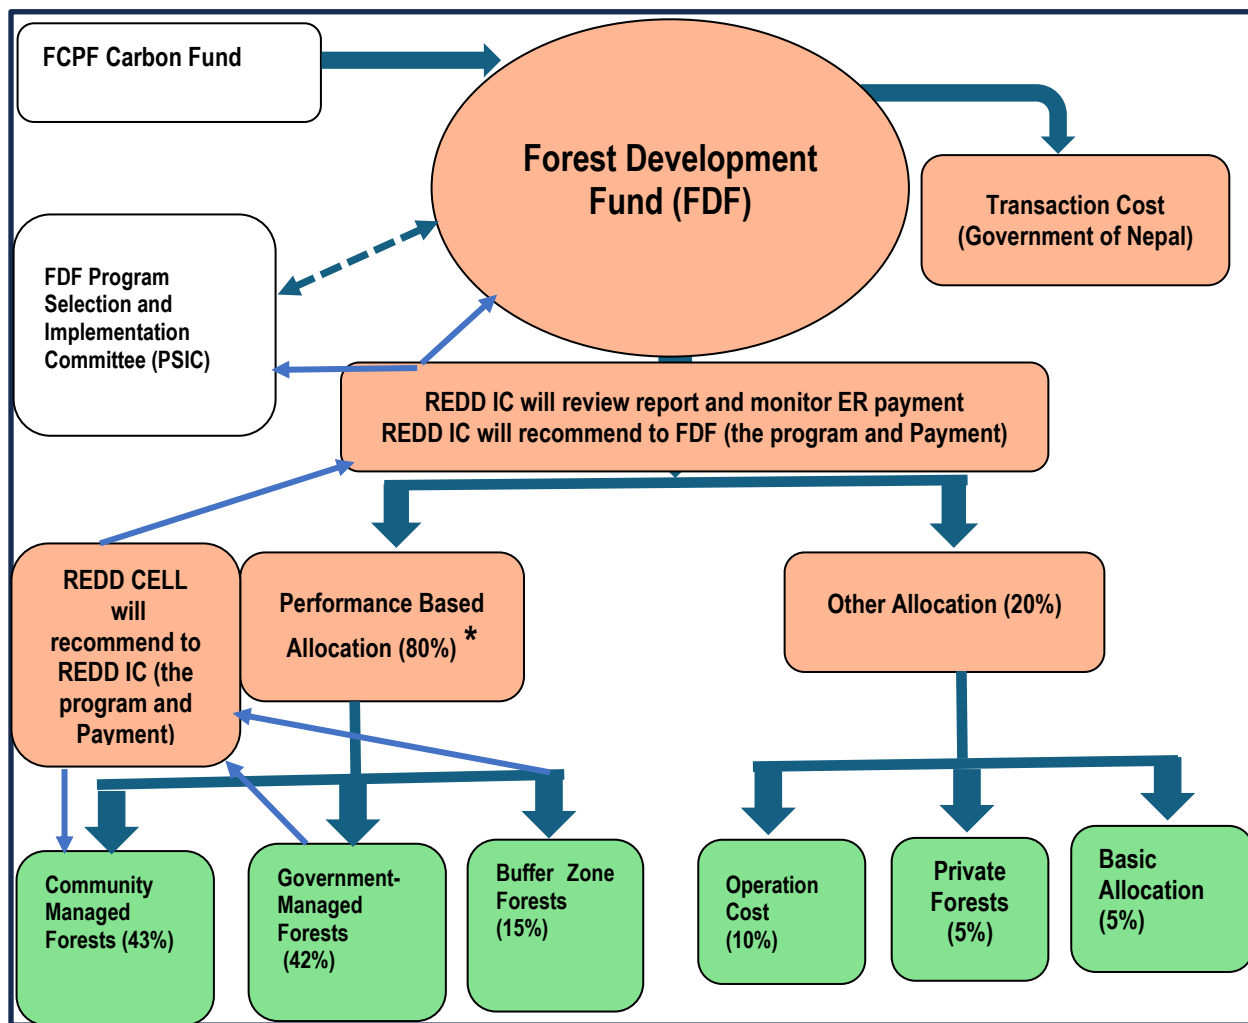 FCPF Carbon Fund
Forest Development
Fund (FDF)
Transaction Cost
(Government of Nepal)
FDF Program
Selection and
Implementation
Committee (PSIC)
REDD IC will review report and monitor ER payment
REDD IC will recommend to FDF (the program and Payment)
REDD CELL
will
recommend to
REDD IC (the
program and
Payment)
Performance Based
Allocation (80%) *
Other Allocation (20%)
Community
Managed
Forests (43%)
Government-
Managed
Forests
(42%)
Buffer Zone
Forests
(15%)
Operation
Cost
(10%)
Private
Forests
(5%)
Basic
Allocation
(5%)